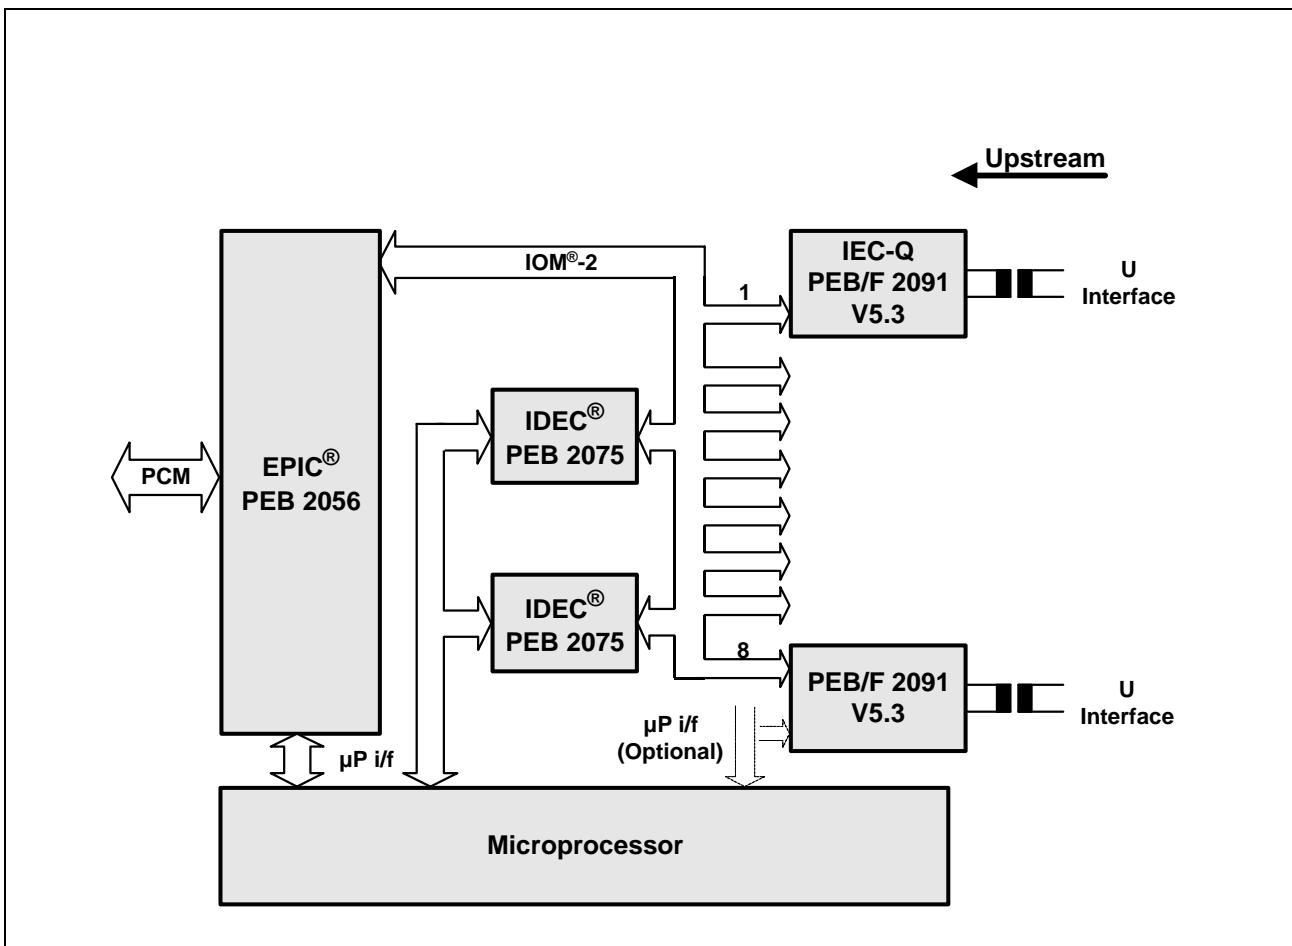 Upstream
IOM®-2
IEC-Q
PEB/F 2091
V5.3
U
Interface
1
IDEC®
PEB 2075
PCM
EPIC®
PEB 2056
IDEC®
PEB 2075
8
PEB/F 2091
V5.3
U
Interface
µP i/f
µP i/f
(Optional)
Microprocessor